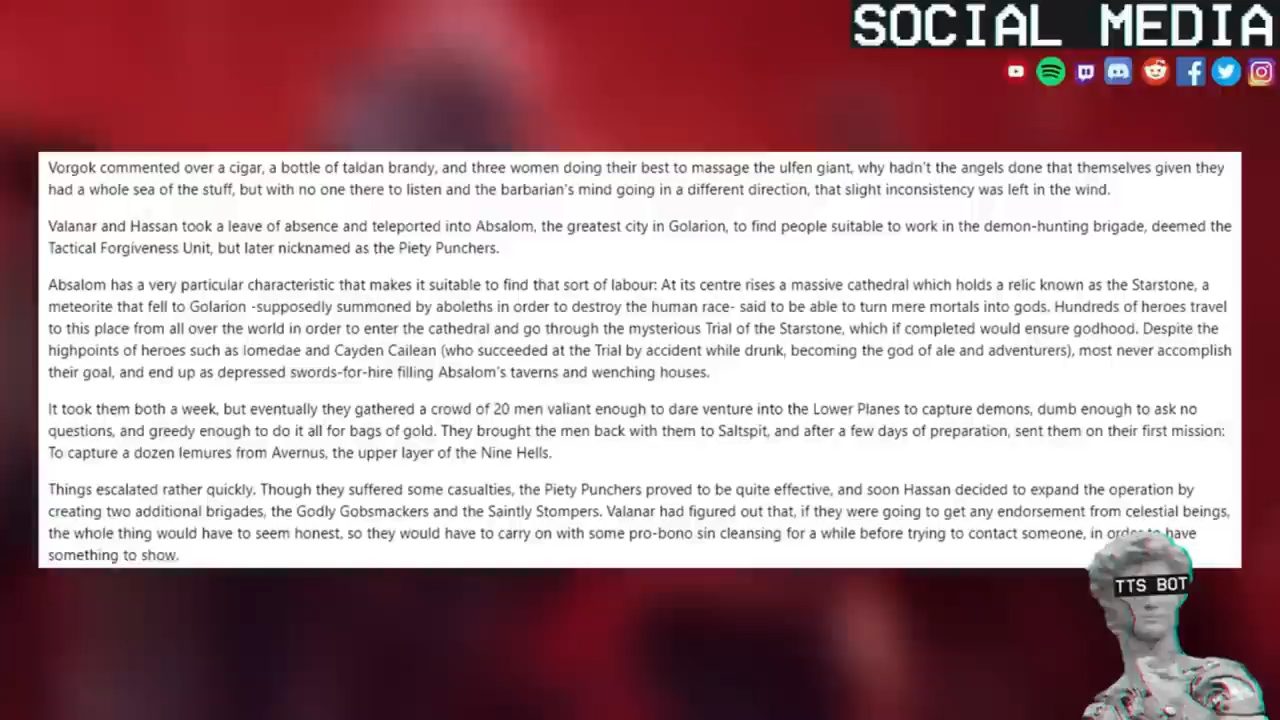 SOCIAL MEDIA
Vorgok commented over a cigar, a bottle of taldan brandy, and three women doing their best to massage the ulfen giant, why hadn't the angels done that themselves given they
had a whole sea of the stuff, but with no one there to listen and the barbarian's mind going in a different direction, that slight inconsistency was left in the wind.
Valanar and Hassan took a leave of absence and teleported into Absalom, the greatest city in Golarion, to find people suitable to work in the demon-hunting brigade, deemed the
Tactical Forgiveness Unit, but later nicknamed as the Piety Punchers.
Absalom has a very particular characteristic that makes it suitable to find that sort of labour: At its centre rises a massive cathedral which holds a relic known as the Starstone, a
meteorite that fell to Golarion -supposedly summoned by aboleths in order to destroy the human race- said to be able to turn mere mortals into gods. Hundreds of heroes travel
to this place from all over the world in order to enter the cathedral and go through the mysterious Trial of the Starstone, which if completed would ensure godhood. Despite the
highpoints of heroes such as Iomedae and Cayden Cailean (who succeeded at the Trial by accident while drunk, becoming the god of ale and adventurers), most never accomplish
their goal, and end up as depressed swords-for-hire filling Absalom's taverns and wenching houses.
It took them both a week, but eventually they gathered a crowd of 20 men valiant enough to dare venture into the Lower Planes to capture demons, dumb enough to ask no
questions, and greedy enough to do it all for bags of gold. They brought the men back with them to Saltspit, and after a few days of preparation, sent them on their first mission:
To capture a dozen lemures from Avernus, the upper layer of the Nine Hells.
Things escalated rather quickly. Though they suffered some casualties, the Piety Punchers proved to be quite effective, and soon Hassan decided to expand the operation by
creating two additional brigades, the Godly Gobsmackers and the Saintly Stompers. Valanar had figured out that, if they were going to get any endorsement from celestial beings,
the whole thing would have to seem honest, so they would have to carry on with some pro-bono sin cleansing for a while before trying to contact someone, in order to have
something to show.
TTS BOT